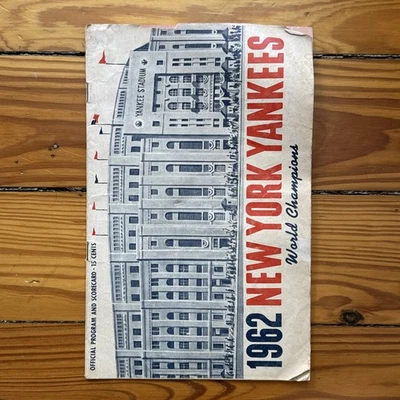 OFFICIAL PROGRAM AND SCORECARD • 15 CENTS
YANKEE STADIUM
1962 NEW YORK YANKEES
World Champions